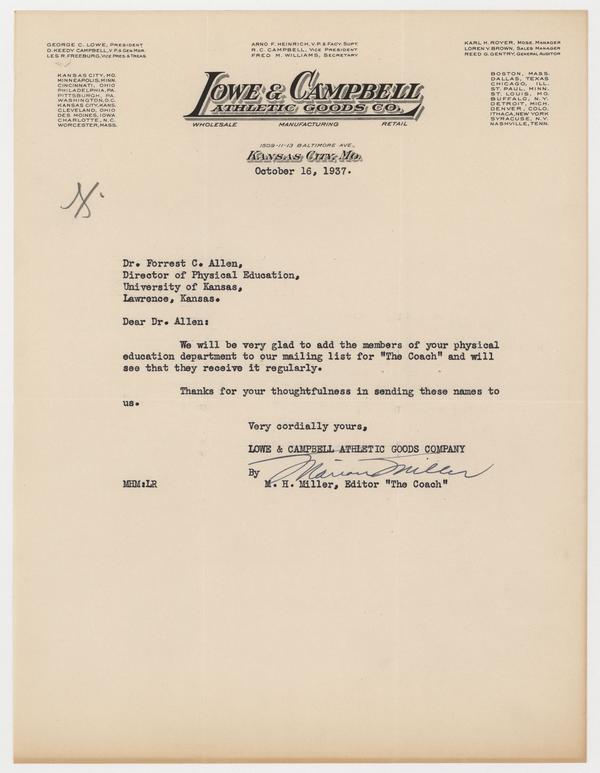 GEORGE C. LOWE, PRESIDENT
D. KEEDY CAMPBELL, V.P. & GEN. MGR.
LES R. FREEBURG, VICE PRES. & TREAS.
ARNO F. HEINRICH, V.P. & FACY. SUPT.
R. C. CAMPBELL, VICE PRESIDENT
FRED M. WILLIAMS, SECRETARY
KARL H. ROYER, MDSE. MANAGER
LOREN V. BROWN, SALES MANAGER
REED G. GENTRY, GENERAL AUDITOR
KANSAS CITY, MO.
MINNEAPOLIS, MINN.
CINCINNATI, OHIO
PHILADELPHIA, PA.
PITTSBURGH, PA.
WASHINGTON, D.C.
KANSAS CITY, KANS.
CLEVELAND, OHIO
DES MOINES, IOWA
CHARLOTTE, N.C.
WORCESTER, MASS.
LOWE & CAMPBELL
ATHLETIC GOODS CO.
WHOLESALE MANUFACTURING RETAIL
BOSTON, MASS.
DALLAS, TEXAS
CHICAGO, ILL.
ST. PAUL, MINN.
ST. LOUIS, MO.
BUFFALO, N.Y.
DETROIT, MICH.
DENVER, COLO.
ITHACA, NEW YORK
SYRACUSE, N.Y.
NASHVILLE, TENN.
1509-11-13 BALTIMORE AVE.,
KANSAS CITY, MO.
October 16, 1937.
Dr. Forrest C. Allen,
Director of Physical Education,
University of Kansas,
Lawrence, Kansas.
Dear Dr. Allen:
We will be very glad to add the members of your physical
education department to our mailing list for "The Coach" and will
see that they receive it regularly.
Thanks for your thoughtfulness in sending these names to
us.
Very cordially yours,
LOWE & CAMPBELL ATHLETIC GOODS COMPANY
By Marion Miller
MHM:LR M. H. Miller, Editor "The Coach"